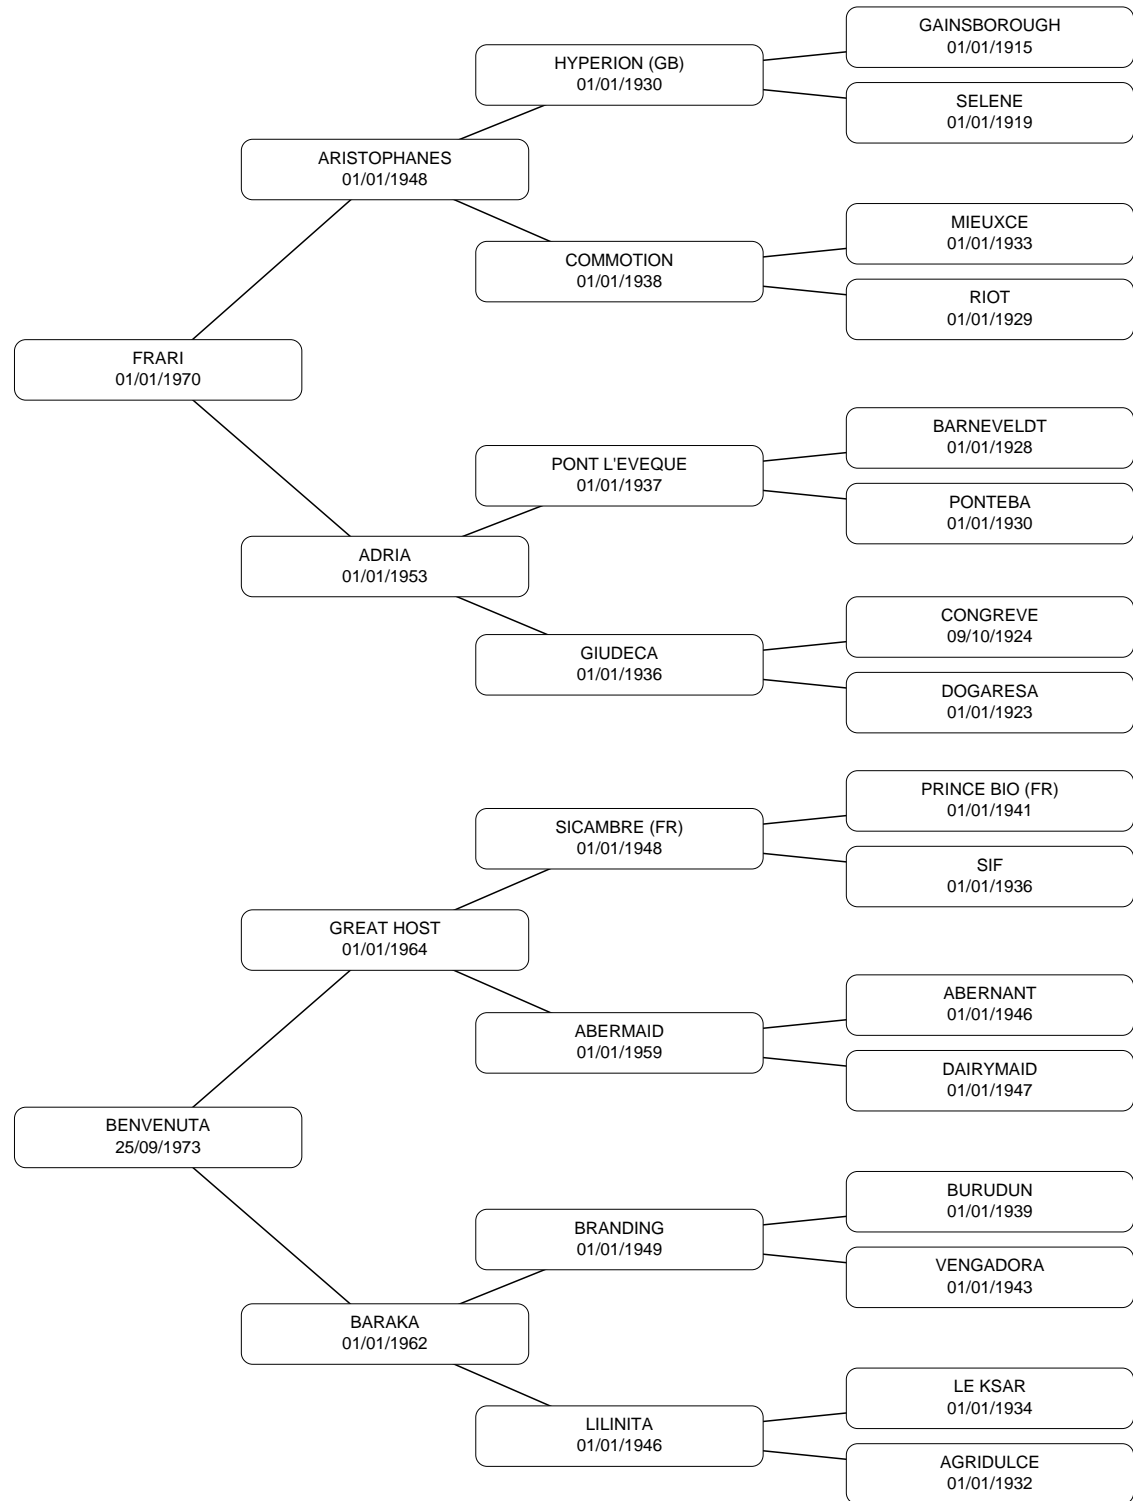 GAINSBOROUGH
01/01/1915
HYPERION (GB)
01/01/1930
SELENE
01/01/1919
ARISTOPHANES
01/01/1948
MIEUXCE
01/01/1933
COMMOTION
01/01/1938
RIOT
01/01/1929
FRARI
01/01/1970
BARNEVELDT
01/01/1928
PONT L'EVEQUE
01/01/1937
PONTEBA
01/01/1930
ADRIA
01/01/1953
CONGREVE
09/10/1924
GIUDECA
01/01/1936
DOGARESA
01/01/1923
PRINCE BIO (FR)
01/01/1941
SICAMBRE (FR)
01/01/1948
SIF
01/01/1936
GREAT HOST
01/01/1964
ABERNANT
01/01/1946
ABERMAID
01/01/1959
DAIRYMAID
01/01/1947
BENVENUTA
25/09/1973
BURUDUN
01/01/1939
BRANDING
01/01/1949
VENGADORA
01/01/1943
BARAKA
01/01/1962
LE KSAR
01/01/1934
LILINITA
01/01/1946
AGRIDULCE
01/01/1932